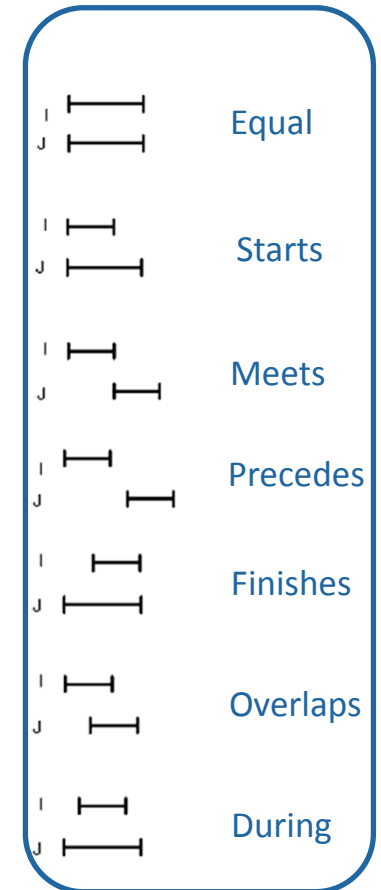 I
J
Equal
I
J
Starts
I
J
Meets
I
J
Precedes
I
J
Finishes
I
J
Overlaps
I
J
During